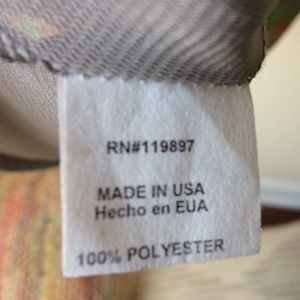 RN#119897
MADE IN USA
Hecho en EUA
100% POLYESTER